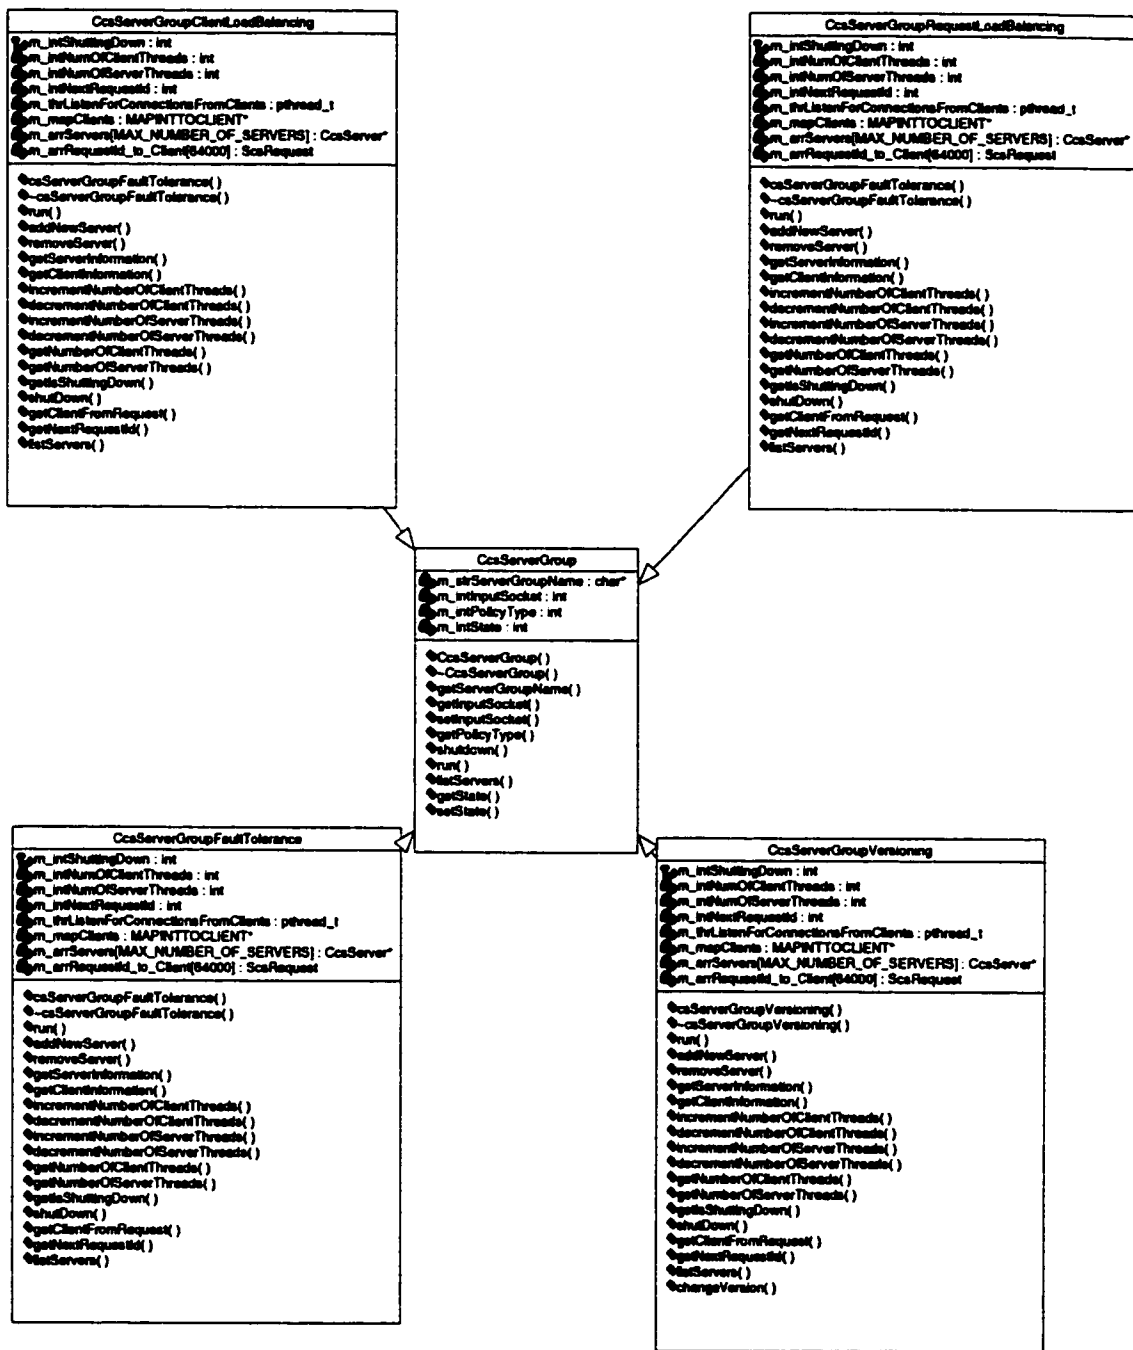 CcsServerGroupClientLoadBalancing
m_intShuttingDown : int
m_intNumOfClientThreads : int
m_intNumOfServerThreads : int
m_intNextRequestId : int
m_thrListenForConnectionsFromClients : pthread_t
m_mapClients : MAPINTTOCLIENT*
m_arrServers[MAX_NUMBER_OF_SERVERS] : CcsServer*
m_arrRequestId_to_Client[64000] : ScsRequest
csServerGroupFaultTolerance( )
~csServerGroupFaultTolerance( )
run( )
addNewServer( )
removeServer( )
getServerInformation( )
getClientInformation( )
incrementNumberOfClientThreads( )
decrementNumberOfClientThreads( )
incrementNumberOfServerThreads( )
decrementNumberOfServerThreads( )
getNumberOfClientThreads( )
getNumberOfServerThreads( )
getIsShuttingDown( )
shutDown( )
getClientFromRequest( )
getNextRequestId( )
listServers( )
CcsServerGroupRequestLoadBalancing
m_intShuttingDown : int
m_intNumOfClientThreads : int
m_intNumOfServerThreads : int
m_intNextRequestId : int
m_thrListenForConnectionsFromClients : pthread_t
m_mapClients : MAPINTTOCLIENT*
m_arrServers[MAX_NUMBER_OF_SERVERS] : CcsServer*
m_arrRequestId_to_Client[64000] : ScsRequest
csServerGroupFaultTolerance( )
~csServerGroupFaultTolerance( )
run( )
addNewServer( )
removeServer( )
getServerInformation( )
getClientInformation( )
incrementNumberOfClientThreads( )
decrementNumberOfClientThreads( )
incrementNumberOfServerThreads( )
decrementNumberOfServerThreads( )
getNumberOfClientThreads( )
getNumberOfServerThreads( )
getIsShuttingDown( )
shutDown( )
getClientFromRequest( )
getNextRequestId( )
listServers( )
CcsServerGroup
m_strServerGroupName : char*
m_intInputSocket : int
m_intPolicyType : int
m_intState : int
CcsServerGroup( )
~CcsServerGroup( )
getServerGroupName( )
getInputSocket( )
setInputSocket( )
getPolicyType( )
shutdown( )
run( )
listServers( )
getState( )
setState( )
CcsServerGroupFaultTolerance
m_intShuttingDown : int
m_intNumOfClientThreads : int
m_intNumOfServerThreads : int
m_intNextRequestId : int
m_thrListenForConnectionsFromClients : pthread_t
m_mapClients : MAPINTTOCLIENT*
m_arrServers[MAX_NUMBER_OF_SERVERS] : CcsServer*
m_arrRequestId_to_Client[64000] : ScsRequest
csServerGroupFaultTolerance( )
~csServerGroupFaultTolerance( )
run( )
addNewServer( )
removeServer( )
getServerInformation( )
getClientInformation( )
incrementNumberOfClientThreads( )
decrementNumberOfClientThreads( )
incrementNumberOfServerThreads( )
decrementNumberOfServerThreads( )
getNumberOfClientThreads( )
getNumberOfServerThreads( )
getIsShuttingDown( )
shutDown( )
getClientFromRequest( )
getNextRequestId( )
listServers( )
CcsServerGroupVersioning
m_intShuttingDown : int
m_intNumOfClientThreads : int
m_intNumOfServerThreads : int
m_intNextRequestId : int
m_thrListenForConnectionsFromClients : pthread_t
m_mapClients : MAPINTTOCLIENT*
m_arrServers[MAX_NUMBER_OF_SERVERS] : CcsServer*
m_arrRequestId_to_Client[64000] : ScsRequest
csServerGroupVersioning( )
~csServerGroupVersioning( )
run( )
addNewServer( )
removeServer( )
getServerInformation( )
getClientInformation( )
incrementNumberOfClientThreads( )
decrementNumberOfClientThreads( )
incrementNumberOfServerThreads( )
decrementNumberOfServerThreads( )
getNumberOfClientThreads( )
getNumberOfServerThreads( )
getIsShuttingDown( )
shutDown( )
getClientFromRequest( )
getNextRequestId( )
listServers( )
changeVersion( )